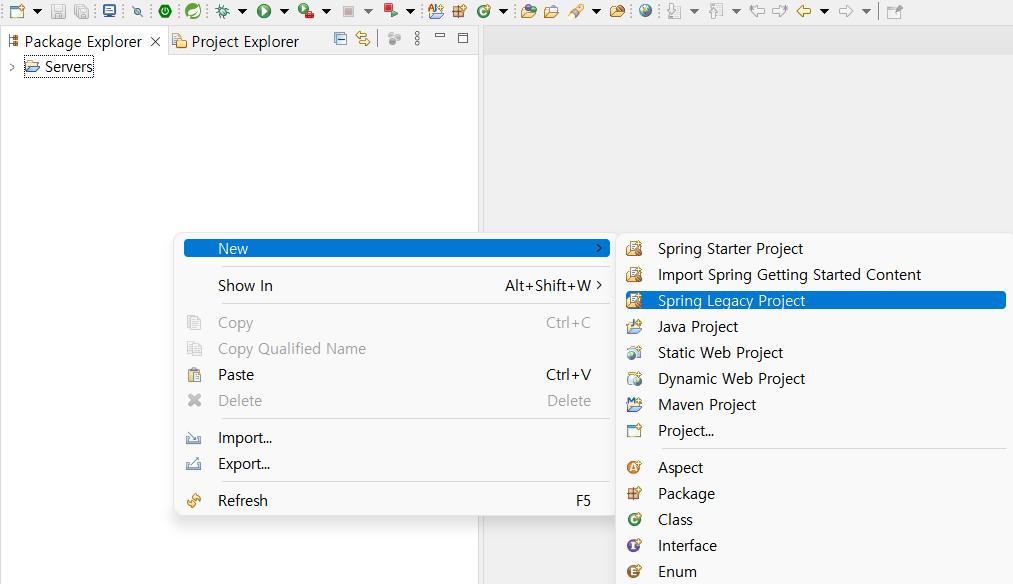 Package Explorer
Project Explorer
Servers
New
Show In Alt+Shift+W
Copy Ctrl+C
Copy Qualified Name
Paste Ctrl+V
Delete Delete
Import...
Export...
Refresh F5
Spring Starter Project
Import Spring Getting Started Content
Spring Legacy Project
Java Project
Static Web Project
Dynamic Web Project
Maven Project
Project...
Aspect
Package
Class
Interface
Enum